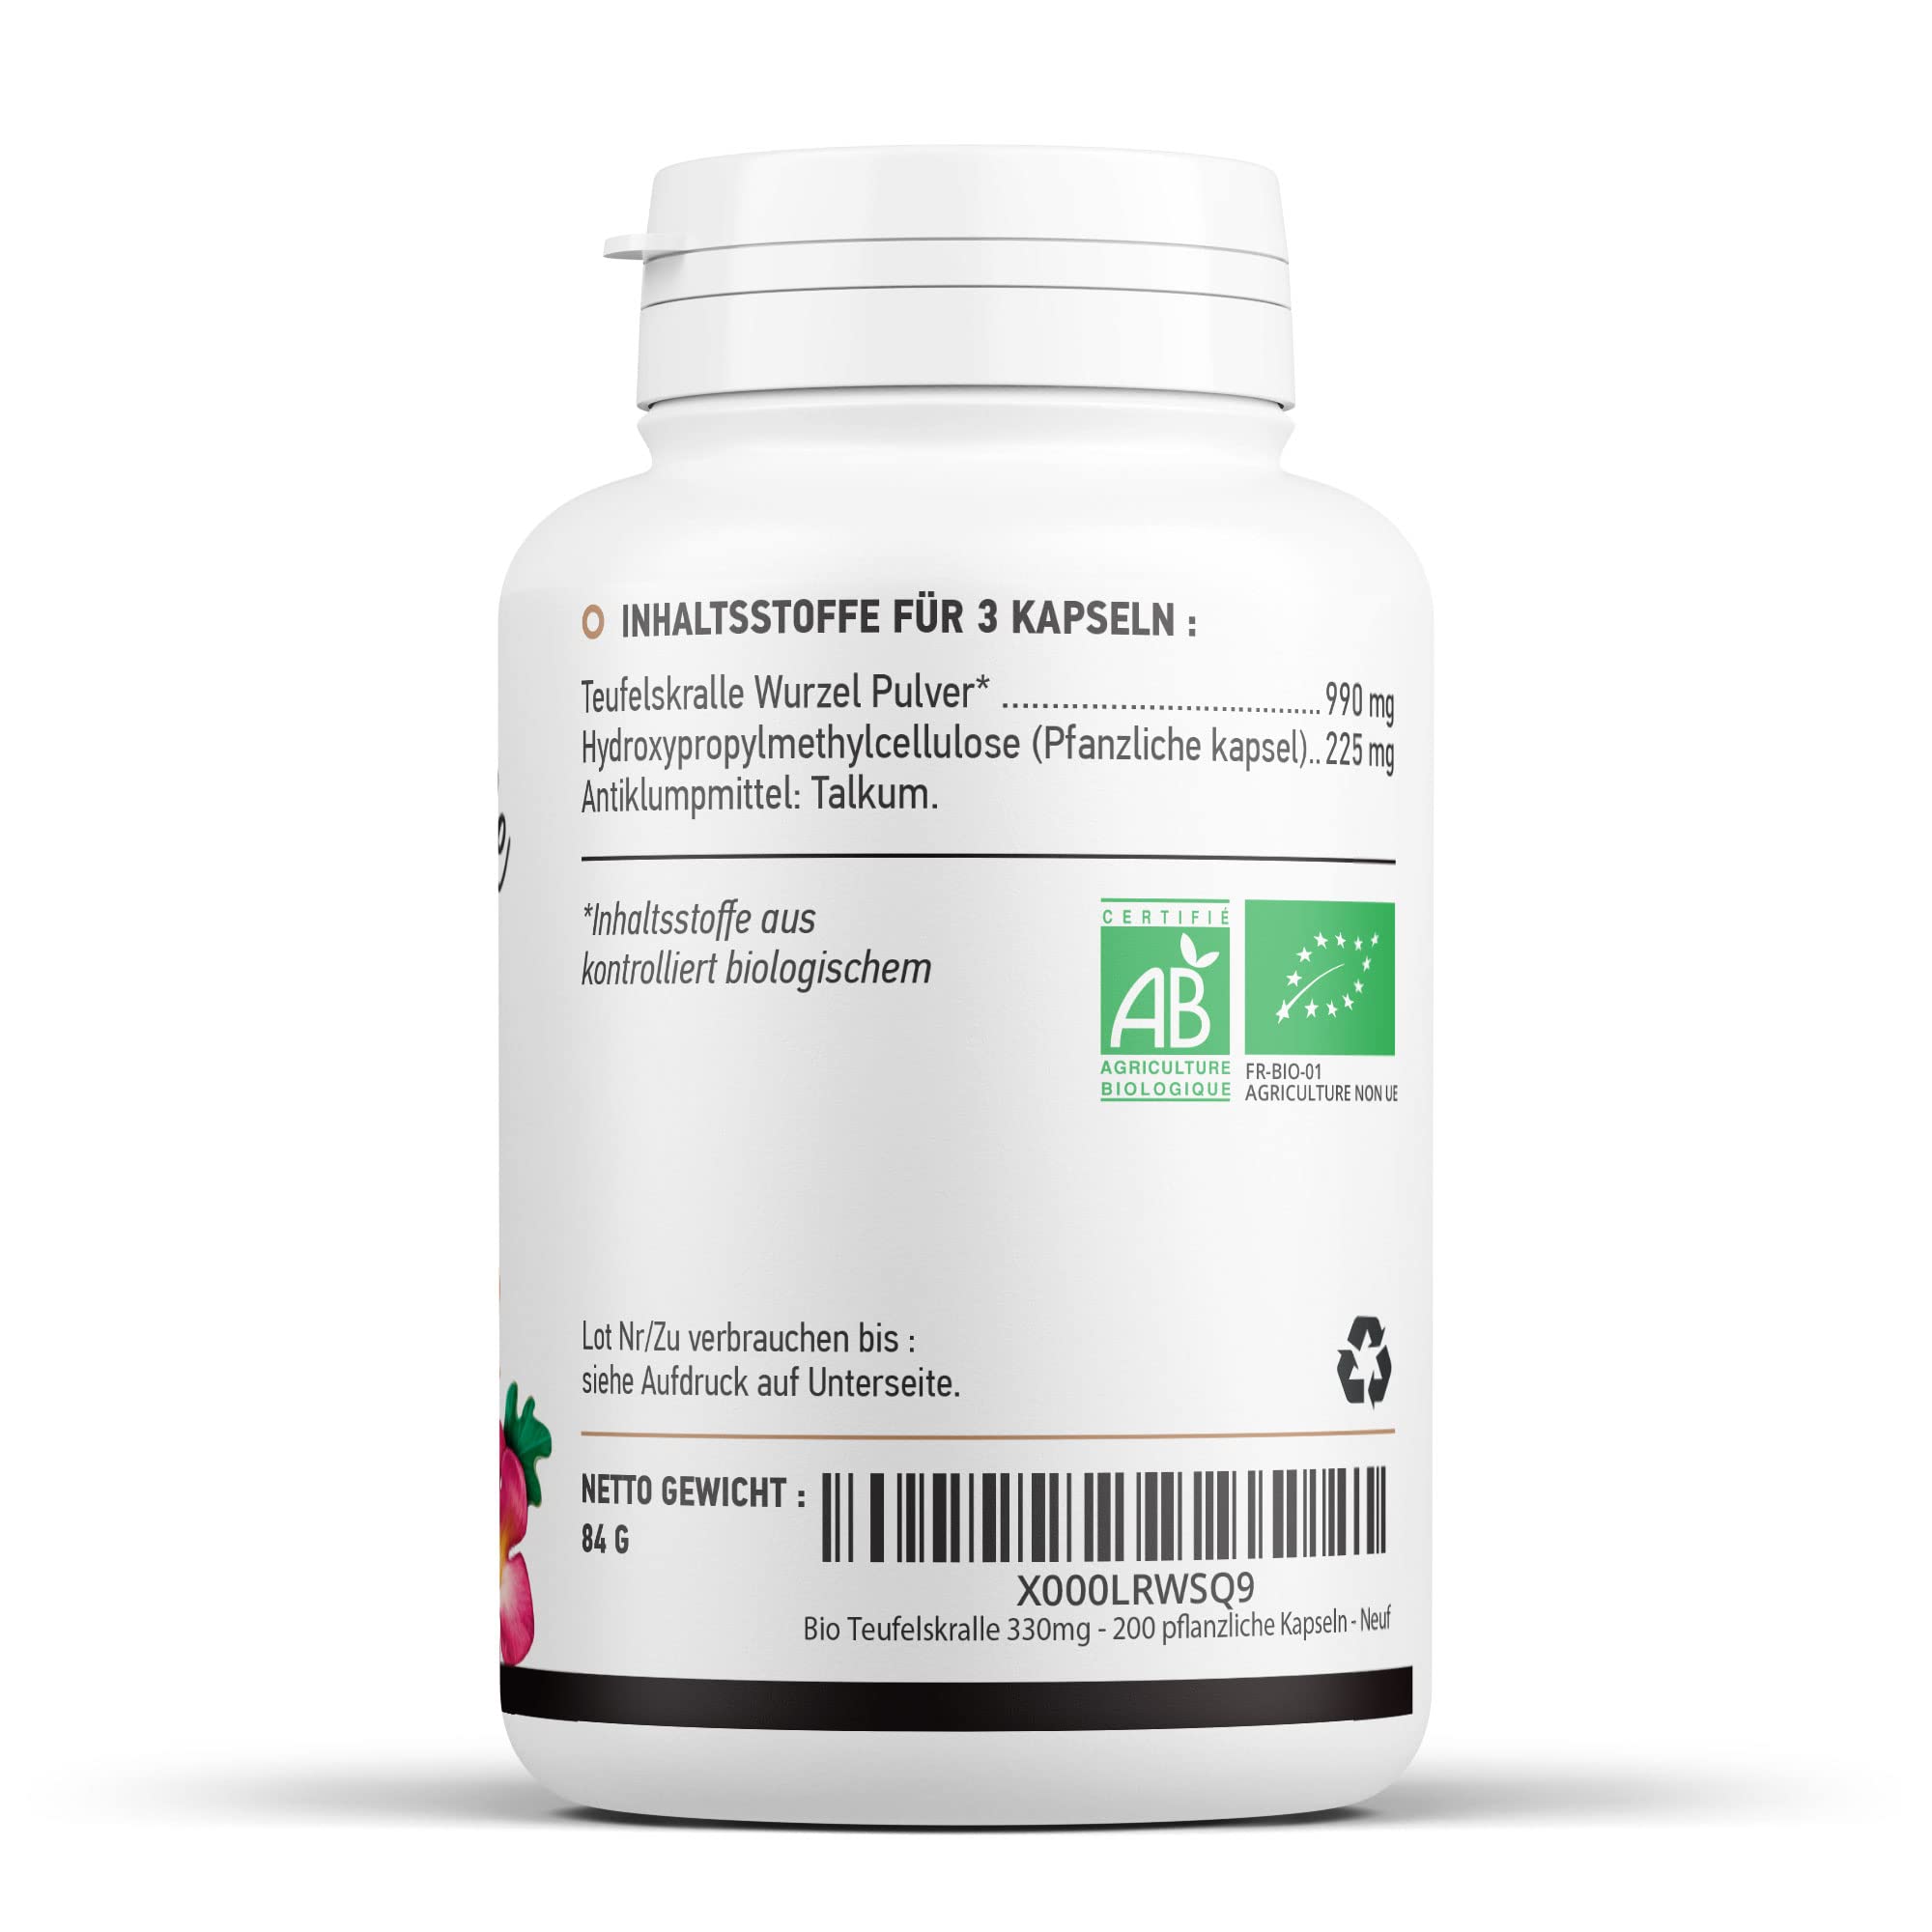 INHALTSSTOFFE FÜR 3 KAPSELN :
Teufelskralle Wurzel Pulver* ................................... 990 mg
Hydroxypropylmethylcellulose (Pfanzliche kapsel).. 225 mg
Antiklumpmittel: Talkum.
*Inhaltsstoffe aus
kontrolliert biologischem
CERTIFIÉ
AB
AGRICULTURE
BIOLOGIQUE
FR-BIO-01
AGRICULTURE NON UE
Lot Nr/Zu verbrauchen bis :
siehe Aufdruck auf Unterseite.
NETTO GEWICHT :
84 G
X000LRWSQ9
Bio Teufelskralle 330mg - 200 pflanzliche Kapseln - Neuf